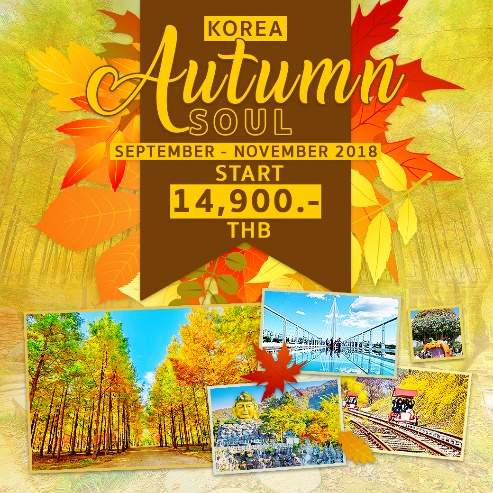 KOREA
Autumn
SOUL
SEPTEMBER - NOVEMBER 2018
START
14,900.-
THB